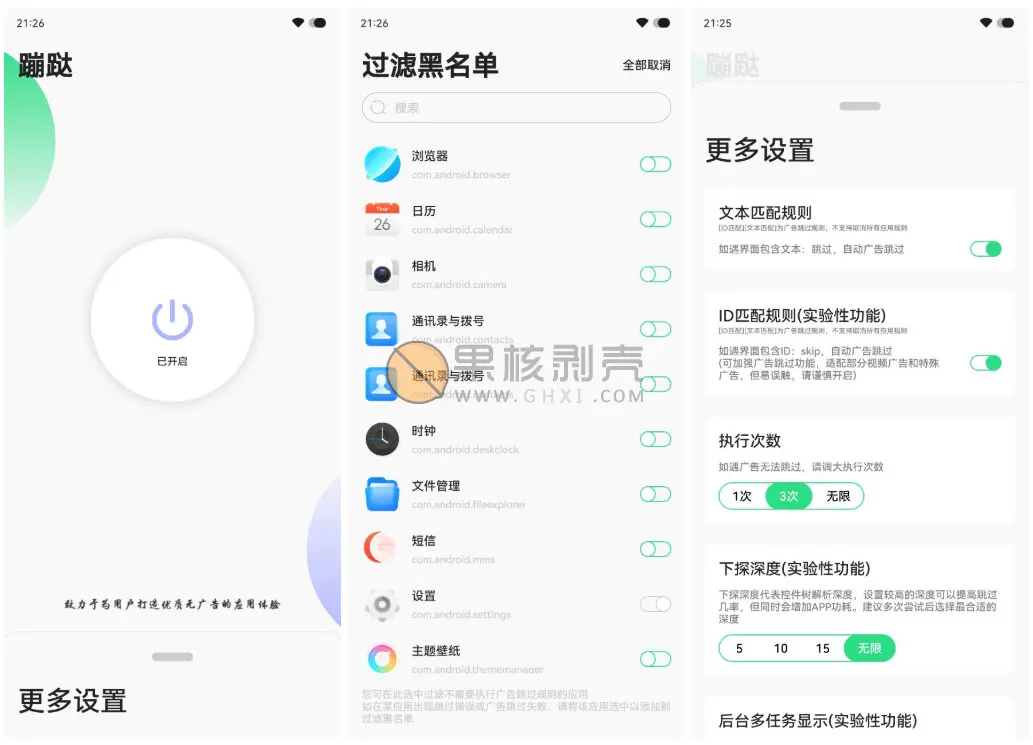 21:26
蹦跶
已开启
致力于为用户打造优质无广告的应用体验
更多设置
21:26
过滤黑名单
全部取消
搜索
浏览器
com.android.browser
日历
com.android.calendar
Thur
26
相机
com.android.camera
通讯录与拨号
com.android.contacts
通讯录与拨号
com.android.contacts
果核剥壳
WWW.GHXI.COM
时钟
com.android.deskclock
文件管理
com.android.fileexplorer
短信
com.android.mms
设置
com.android.settings
主题壁纸
com.android.thememanager
您可在此选中过滤不需要执行广告跳过规则的应用
如在某应用出现跳过错误或广告跳过失败，请将该应用选中以添加到
过滤黑名单
21:25
蹦跶
更多设置
文本匹配规则
[ID匹配][文本匹配]为广告跳过规则，不支持取消所有应用规则
如遇界面包含文本：跳过，自动广告跳过
ID匹配规则(实验性功能)
[ID匹配][文本匹配]为广告跳过规则，不支持取消所有应用规则
如遇界面包含ID：skip，自动广告跳过
(可加强广告跳过功能，适配部分视频广告和特殊
广告，但易误触，请谨慎开启)
执行次数
如遇广告无法跳过，请调大执行次数
1次 3次 无限
下探深度(实验性功能)
下探深度代表控件树解析深度，设置较高的深度可以提高跳过
几率，但同时会增加APP功耗。建议多次尝试后选择最合适的
深度
5 10 15 无限
后台多任务显示(实验性功能)